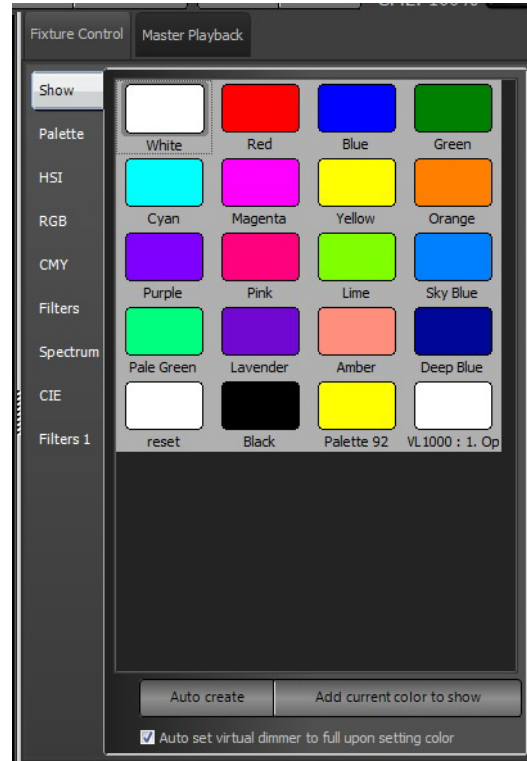 Fixture Control Master Playback
Show
Palette
HSI
RGB
CMY
Filters
Spectrum
CIE
Filters 1
White Red Blue Green
Cyan Magenta Yellow Orange
Purple Pink Lime Sky Blue
Pale Green Lavender Amber Deep Blue
reset Black Palette 92 VL1000 : 1. Op
Auto create Add current color to show
Auto set virtual dimmer to full upon setting color